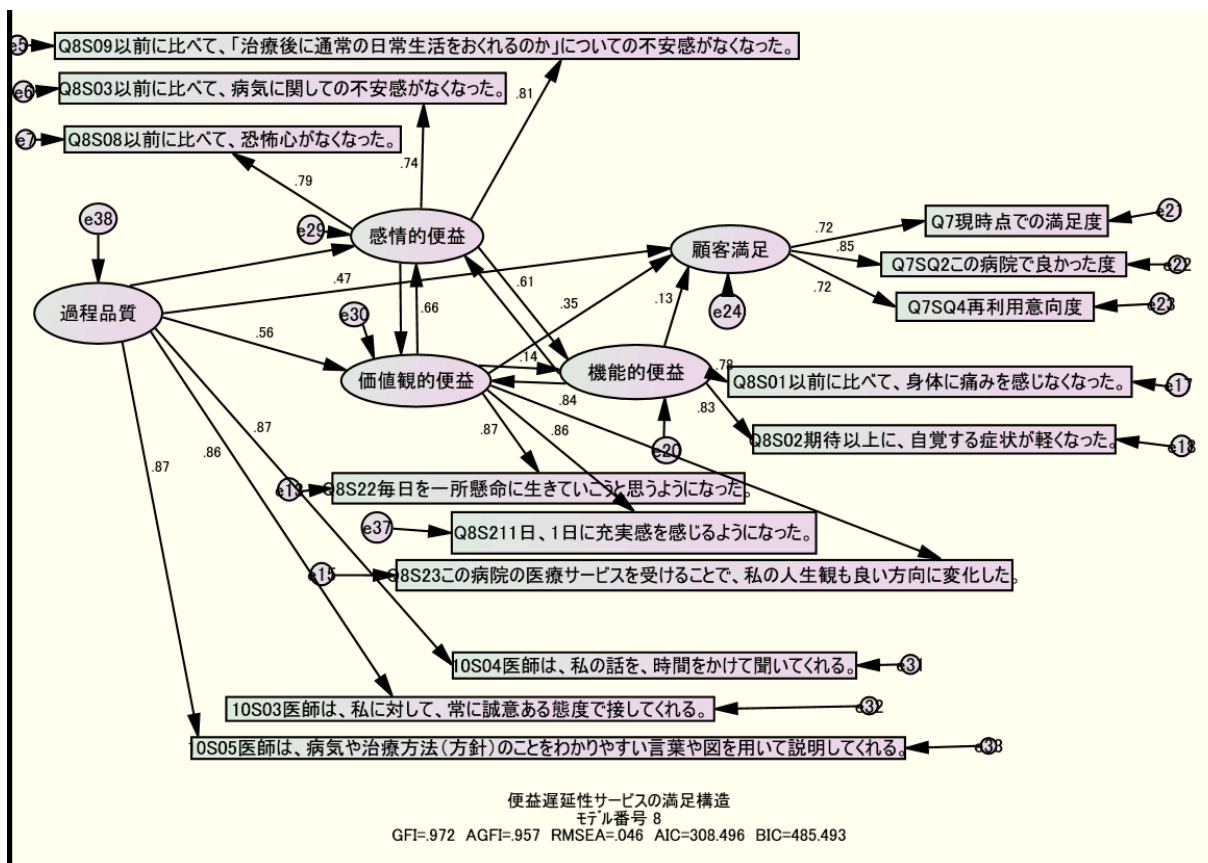 e5
Q8S09以前に比べて、「治療後に通常の日常生活をおくれるのか」についての不安感がなくなった。
e6
Q8S03以前に比べて、病気に関しての不安感がなくなった。
.81
e7
Q8S08以前に比べて、恐怖心がなくなった。
.74
.79
e38
e29
感情的便益
顧客満足
.72
Q7現時点での満足度
e21
.85
Q7SQ2この病院で良かった度
e22
.47
.61
過程品質
.66
.35
.13
.72
Q7SQ4再利用意向度
e23
e30
e24
.56
価値観的便益
.14
機能的便益
.78
Q8S01以前に比べて、身体に痛みを感じなくなった。
e17
.84
.83
.87
.86
.87
.86
.87
Q8S02期待以上に、自覚する症状が軽くなった。
e18
e20
e13
Q8S22毎日を一所懸命に生きていこうと思うようになった。
e37
Q8S211日、1日に充実感を感じるようになった。
e15
Q8S23この病院の医療サービスを受けることで、私の人生観も良い方向に変化した。
10S04医師は、私の話を、時間をかけて聞いてくれる。
e31
10S03医師は、私に対して、常に誠意ある態度で接してくれる。
e32
10S05医師は、病気や治療方法(方針)のことをわかりやすい言葉や図を用いて説明してくれる。
e33
便益遅延性サービスの満足構造
モデル番号 8
GFI=.972 AGFI=.957 RMSEA=.046 AIC=308.496 BIC=485.493